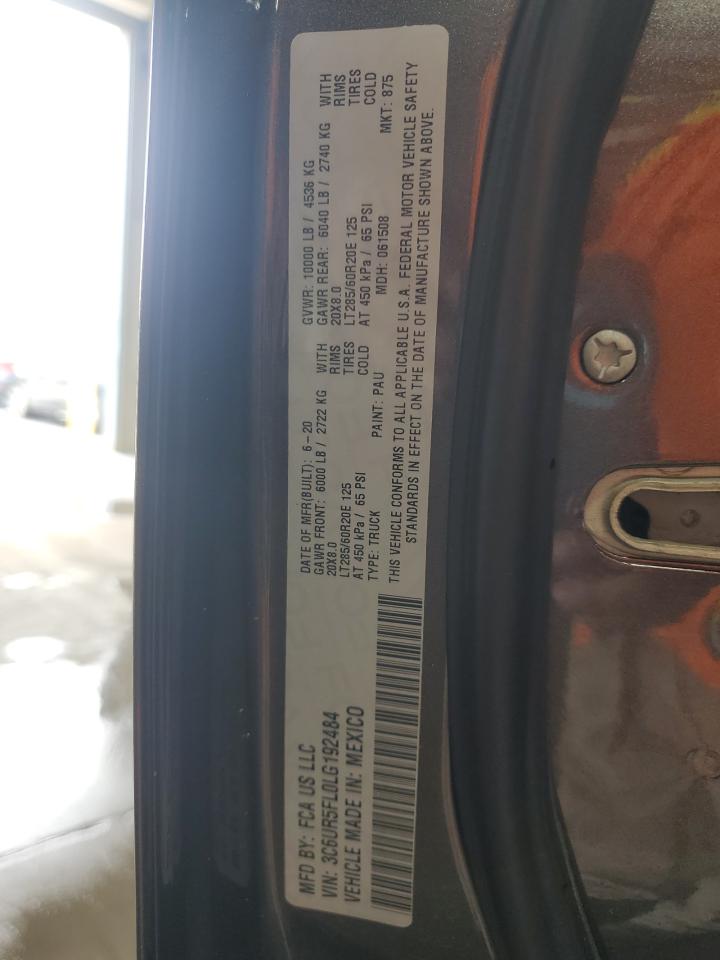 MFD BY: FCA US LLC
VIN: 3C6UR5FL0LG192484
VEHICLE MADE IN: MEXICO
DATE OF MFR(BUILT): 6-20
GAWR FRONT: 6000 LB / 2722 KG WITH
20X8.0 RIMS
LT285/60R20E 125 TIRES
AT 450 kPa / 65 PSI COLD
TYPE: TRUCK PAINT: PAU
GVWR: 10000 LB / 4536 KG
GAWR REAR: 6040 LB / 2740 KG WITH
20X8.0 RIMS
LT285/60R20E 125 TIRES
AT 450 kPa / 65 PSI COLD
MDH: 061508 MKT: 875
THIS VEHICLE CONFORMS TO ALL APPLICABLE U.S.A. FEDERAL MOTOR VEHICLE SAFETY
STANDARDS IN EFFECT ON THE DATE OF MANUFACTURE SHOWN ABOVE.